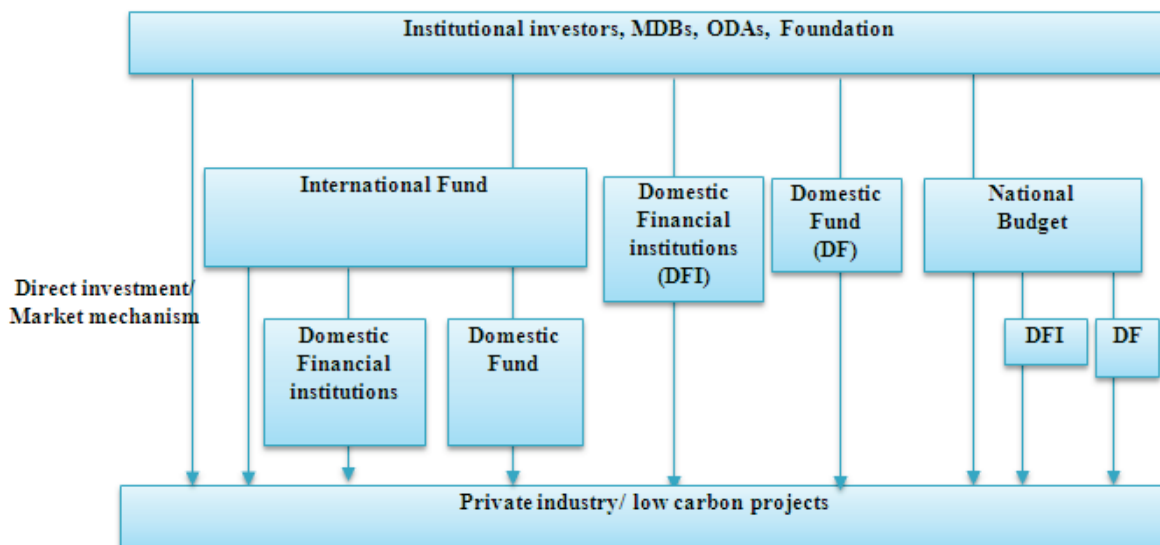 Institutional investors, MDBs, ODAs, Foundation
International Fund
Domestic
Financial
institutions
(DFI)
Domestic
Fund
(DF)
National
Budget
Direct investment/
Market mechanism
Domestic
Financial
institutions
Domestic
Fund
DFI
DF
Private industry/ low carbon projects